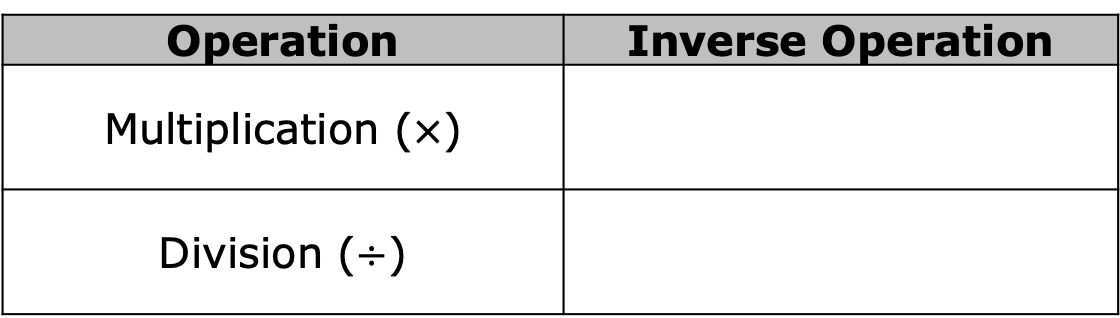 Operation Inverse Operation
Multiplication (×)
Division (÷)